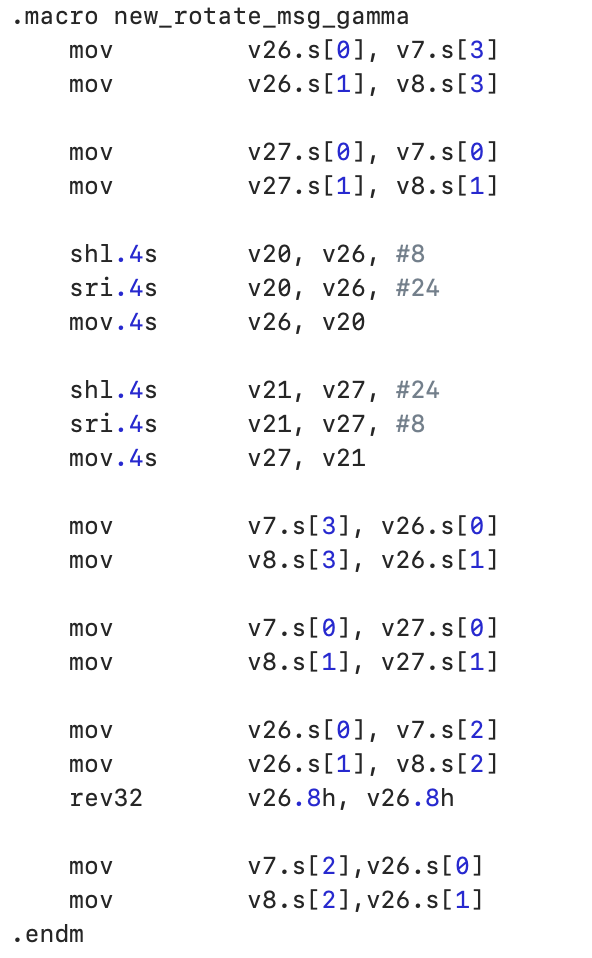 .macro new_rotate_msg_gamma
    mov         v26.s[0], v7.s[3]
    mov         v26.s[1], v8.s[3]

    mov         v27.s[0], v7.s[0]
    mov         v27.s[1], v8.s[1]

    shl.4s      v20, v26, #8
    sri.4s      v20, v26, #24
    mov.4s      v26, v20

    shl.4s      v21, v27, #24
    sri.4s      v21, v27, #8
    mov.4s      v27, v21

    mov         v7.s[3], v26.s[0]
    mov         v8.s[3], v26.s[1]

    mov         v7.s[0], v27.s[0]
    mov         v8.s[1], v27.s[1]

    mov         v26.s[0], v7.s[2]
    mov         v26.s[1], v8.s[2]
    rev32       v26.8h, v26.8h

    mov         v7.s[2],v26.s[0]
    mov         v8.s[2],v26.s[1]
.endm